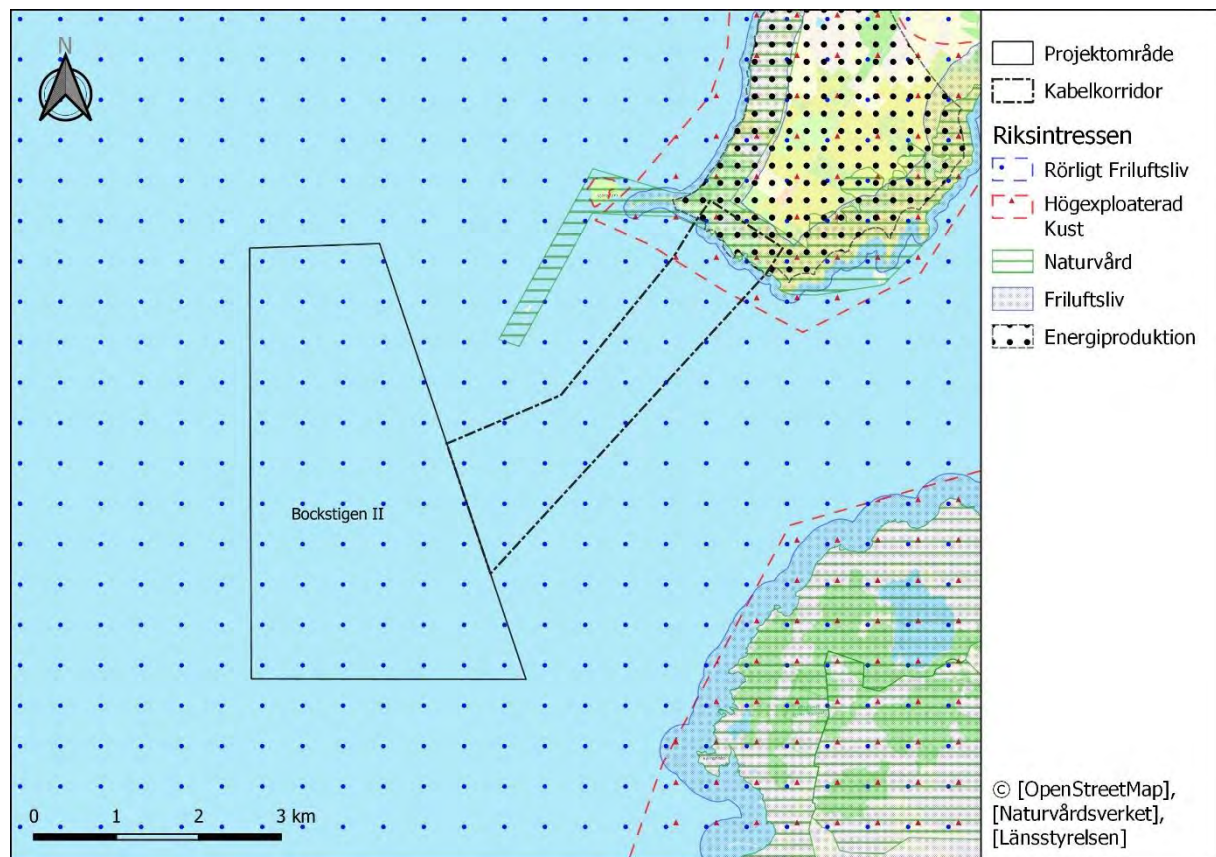 N
Projektområde
Kabelkorridor
Riksintressen
Rörligt Friluftsliv
Högexploaterad
Kust
Naturvård
Friluftsliv
Energiproduktion
Bockstigen II
0 1 2 3 km
© [OpenStreetMap],
[Naturvårdsverket],
[Länsstyrelsen]